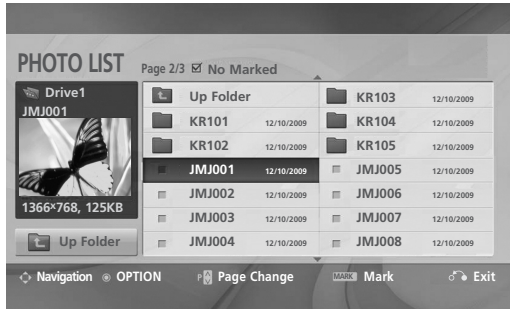 PHOTO LIST
Page 2/3 No Marked
Drive1
JMJ001
1366×768, 125KB
Up Folder
Up Folder
KR101 12/10/2009
KR102 12/10/2009
JMJ001 12/10/2009
JMJ002 12/10/2009
JMJ003 12/10/2009
JMJ004 12/10/2009
KR103 12/10/2009
KR104 12/10/2009
KR105 12/10/2009
JMJ005 12/10/2009
JMJ006 12/10/2009
JMJ007 12/10/2009
JMJ008 12/10/2009
Navigation OPTION P Page Change MARK Mark Exit